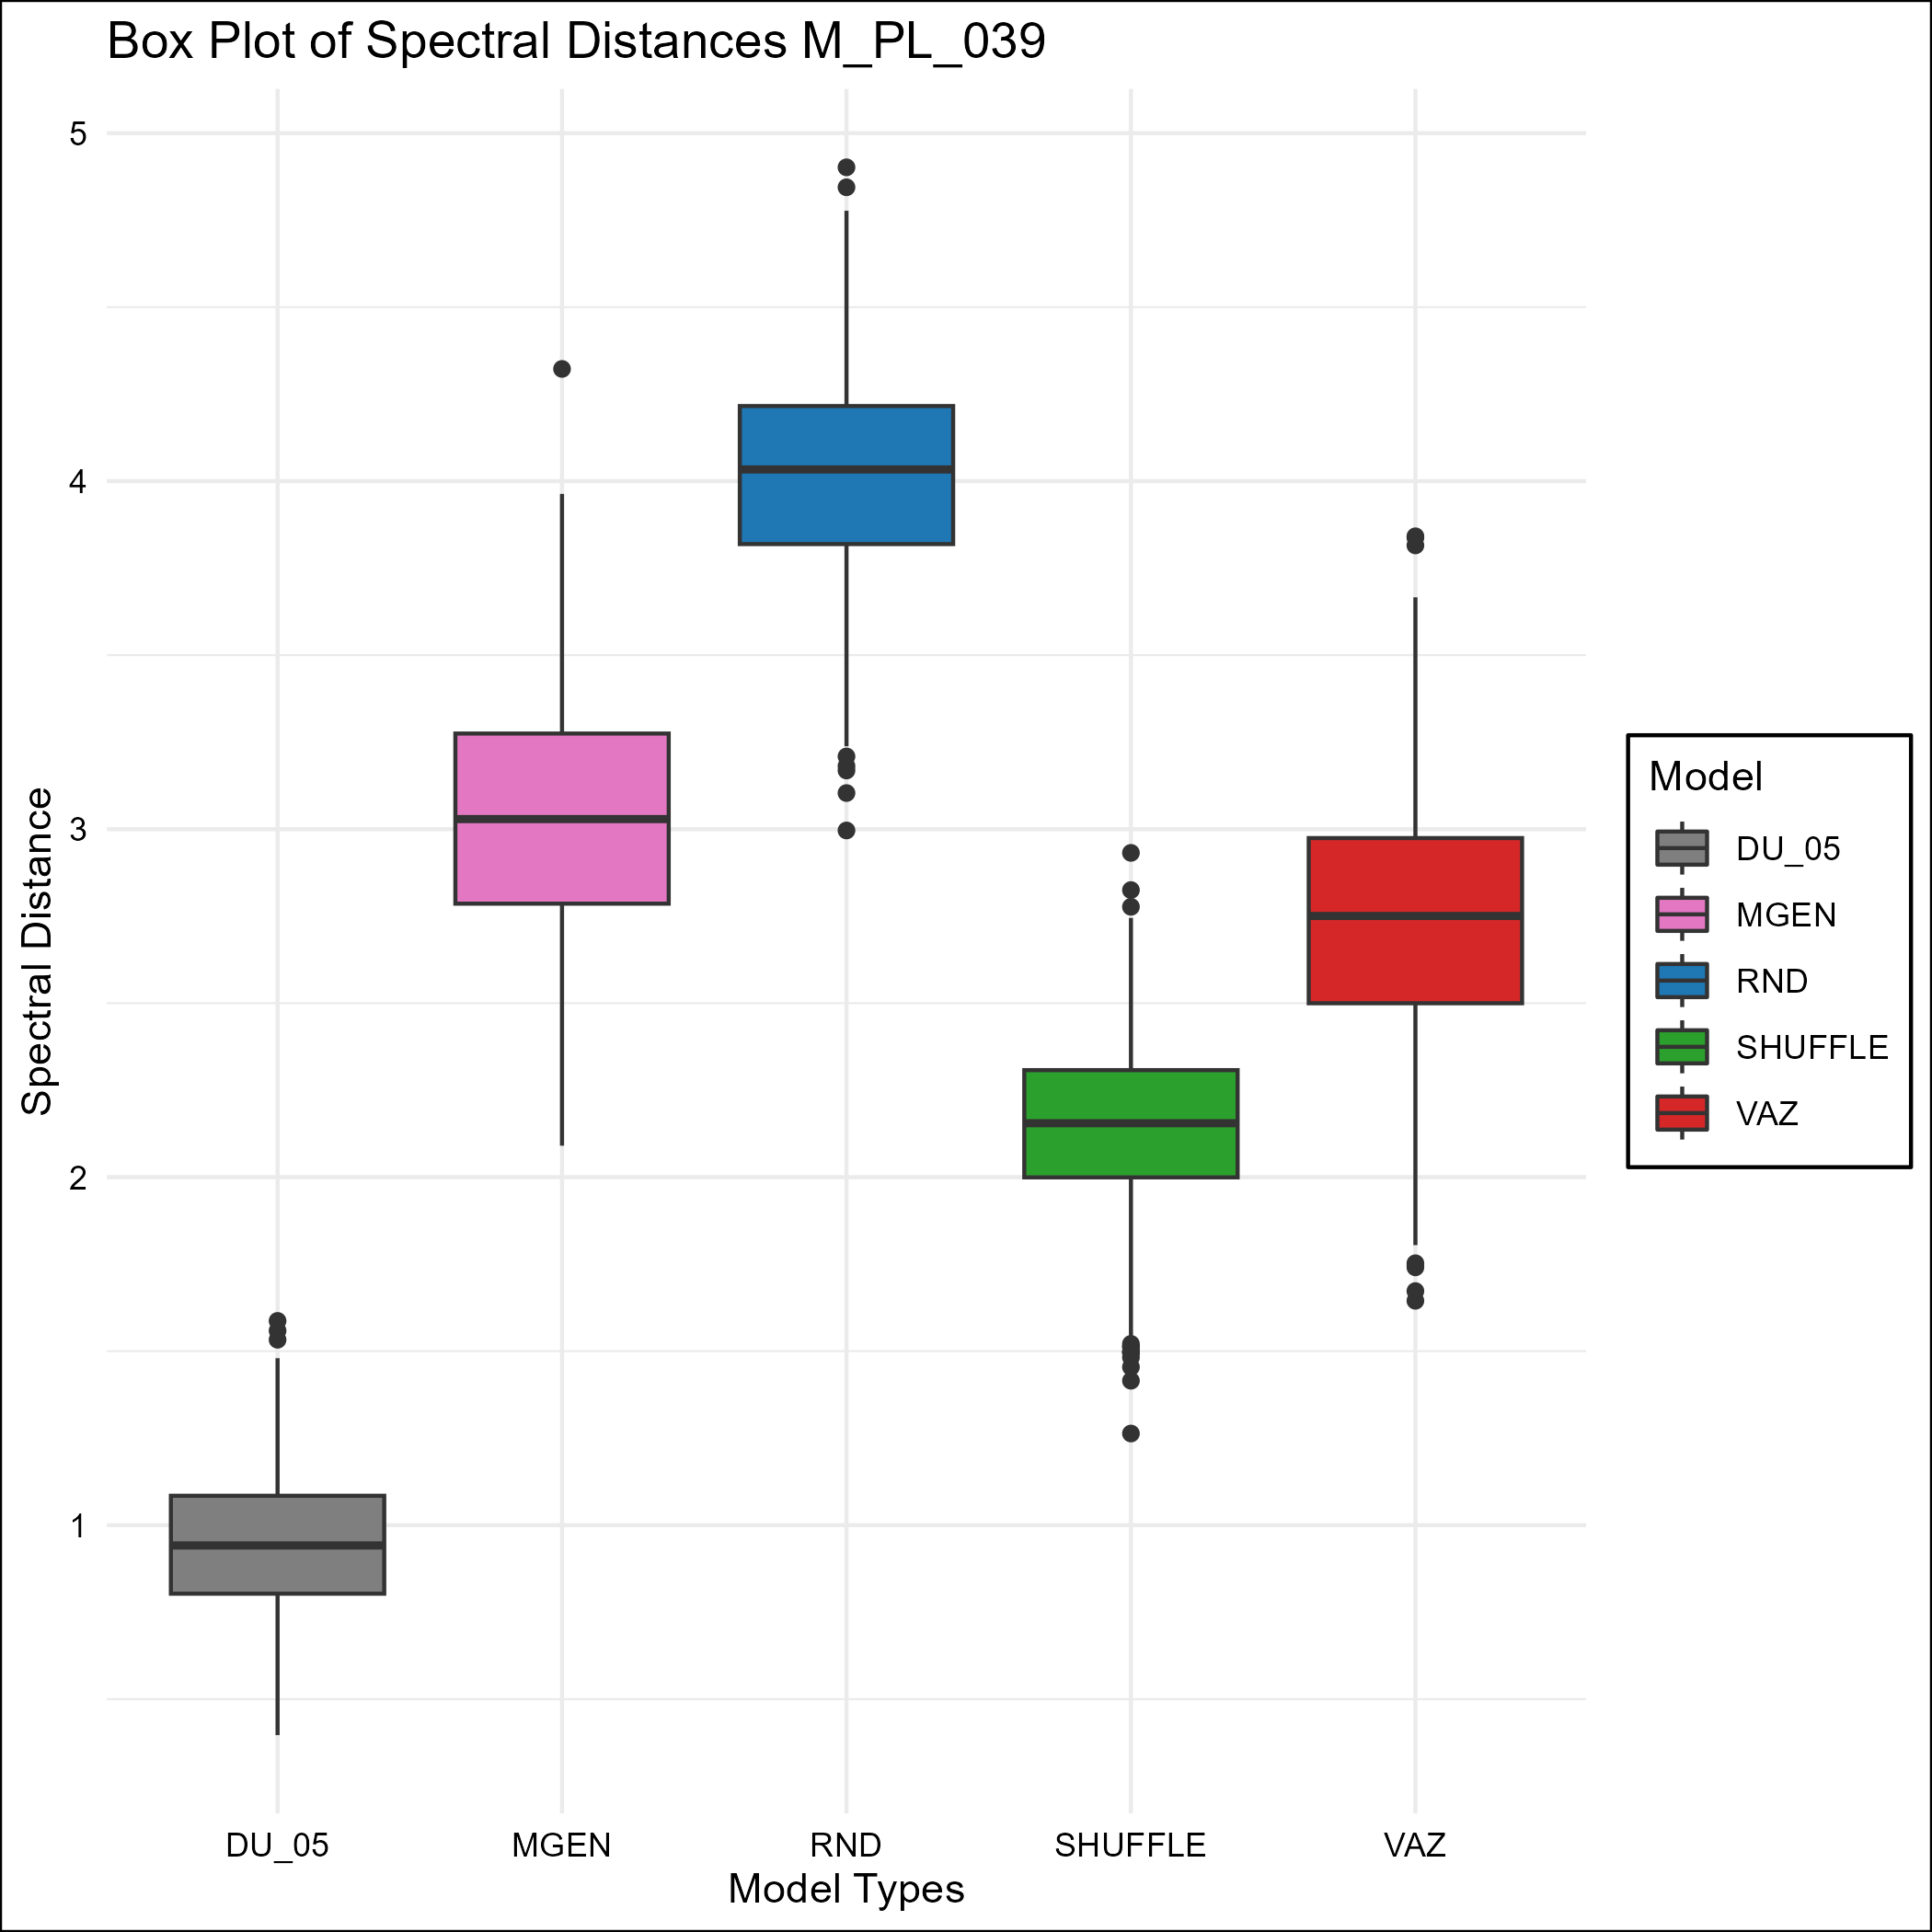 Box Plot of Spectral Distances M_PL_039
5
4
3
2
1
Spectral Distance
DU_05
MGEN
RND
SHUFFLE
VAZ
Model Types
Model
DU_05
MGEN
RND
SHUFFLE
VAZ